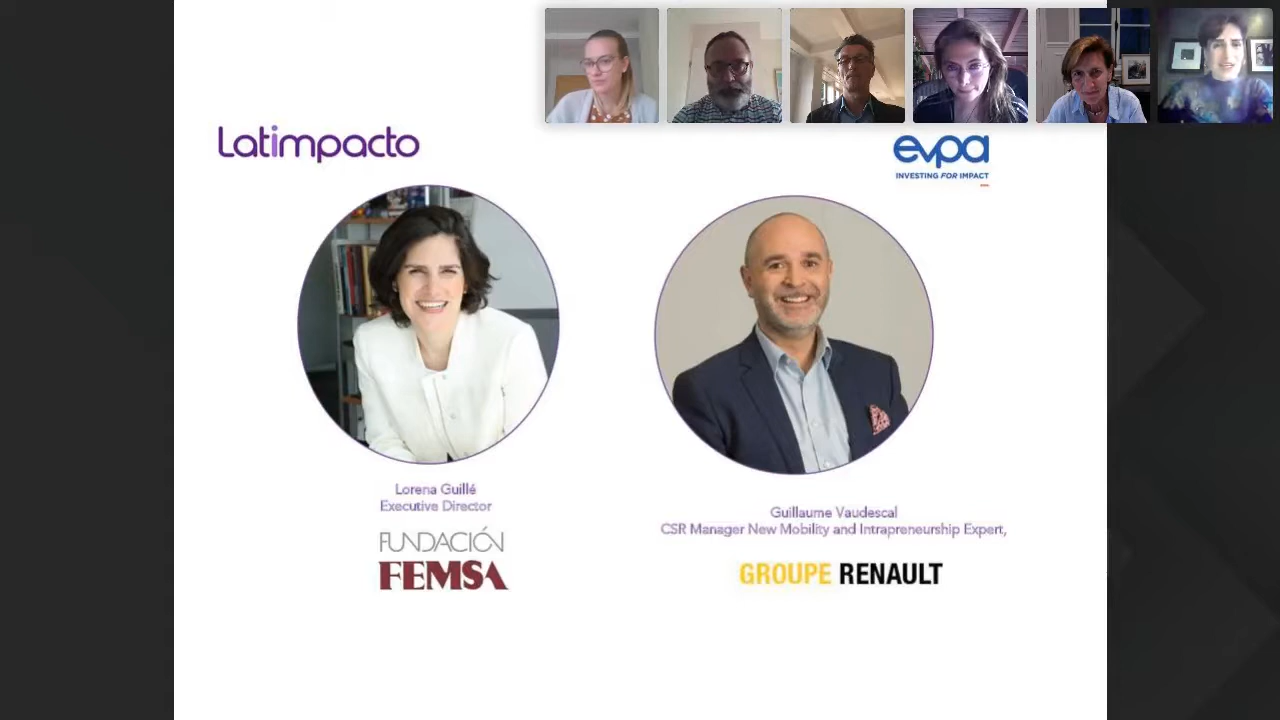 Latimpacto
evpa
INVESTING FOR IMPACT
Lorena Guillé
Executive Director
FUNDACIÓN
FEMSA
Guillaume Vaudescal
CSR Manager New Mobility and Intrapreneurship Expert,
GROUPE RENAULT